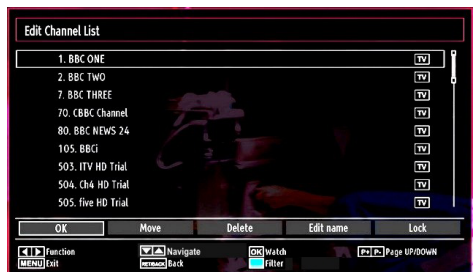 Edit Channel List
1. BBC ONE TV
2. BBC TWO TV
7. BBC THREE TV
70. CBBC Channel TV
80. BBC NEWS 24 TV
105. BBCi TV
503. ITV HD Trial TV
504. Ch4 HD Trial TV
505. five HD Trial TV
OK Move Delete Edit name Lock
Function Navigate OK Watch P+ P- Page UP/DOWN
MENU Exit RET/BACK Back Filter